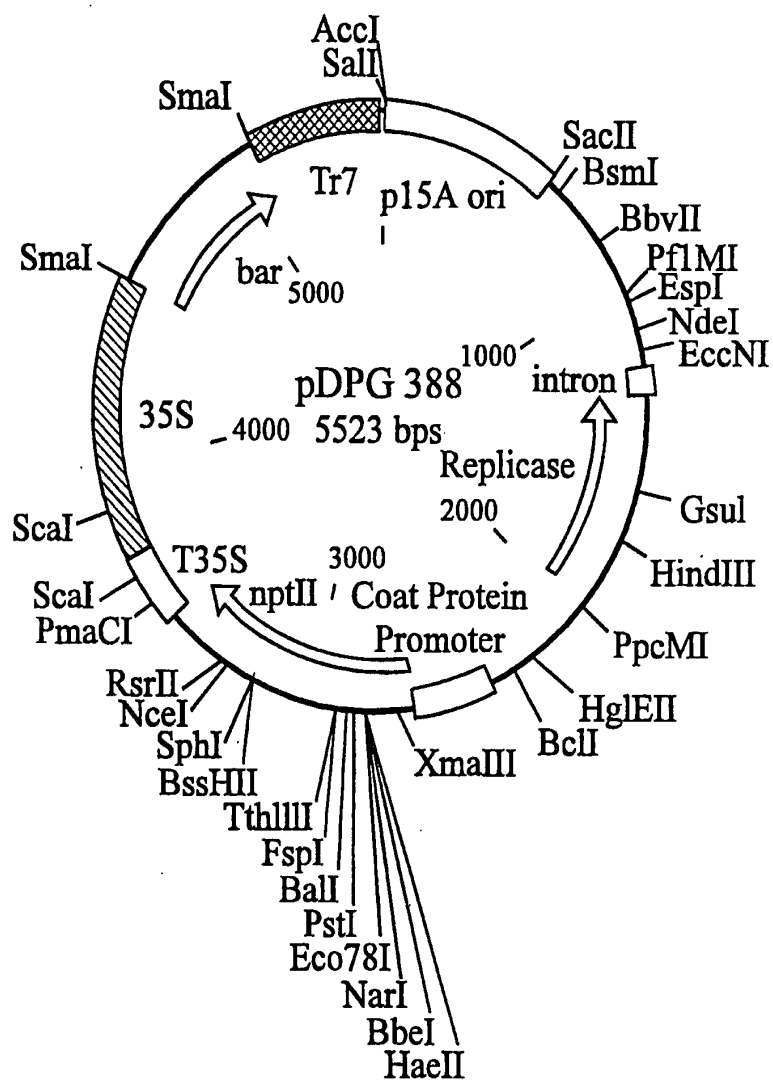 AccI
SalI
SmaI
SacII
BsmI
Tr7
p15A ori
BbvII
SmaI
Pf1MI
bar
EspI
5000
NdeI
EccNI
1000
intron
pDPG 388
35S
4000
5523 bps
Replicase
2000
GsuI
ScaI
HindIII
T35S
3000
ScaI
nptII
Coat Protein
Promoter
PmaCI
PpcMI
RsrII
NceI
HglEII
SphI
BclI
BssHII
XmaIII
TthIIII
FspI
BalI
PstI
Eco78I
NarI
BbeI
HaeII